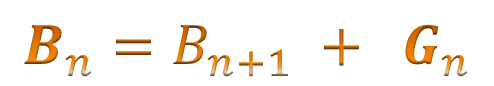 Bₙ = Bₙ₊₁ + Gₙ